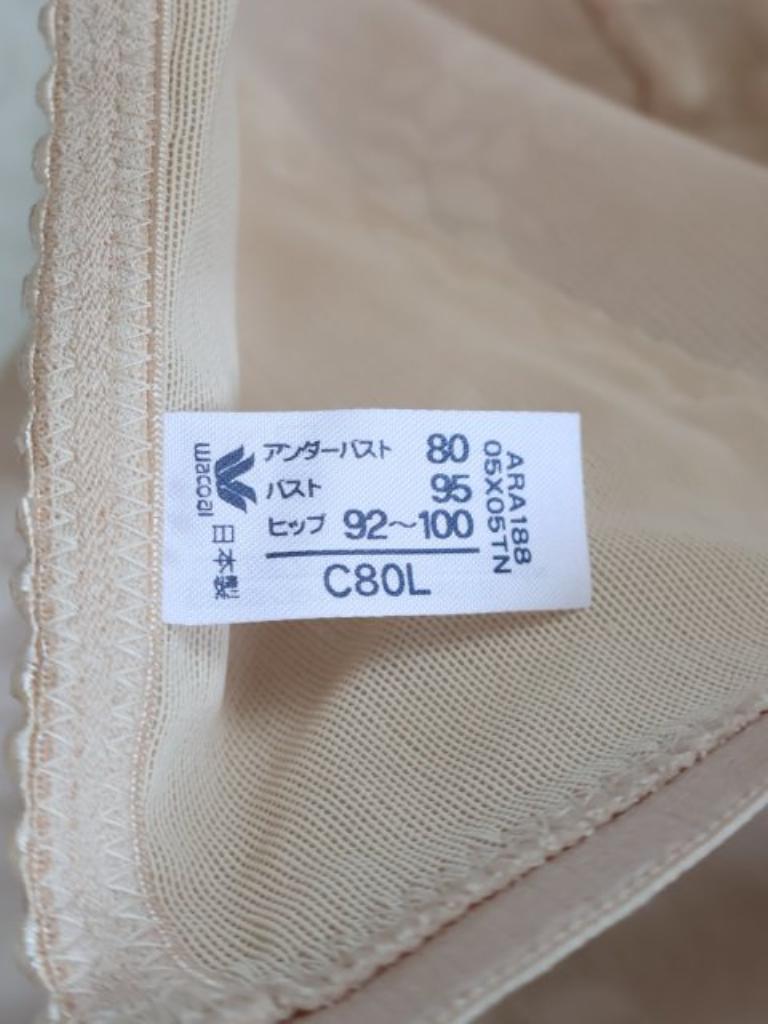 アンダーバスト 80
バスト 95
ヒップ 92~100
C80L
wacoal
日本製
ARA188
05X05TN